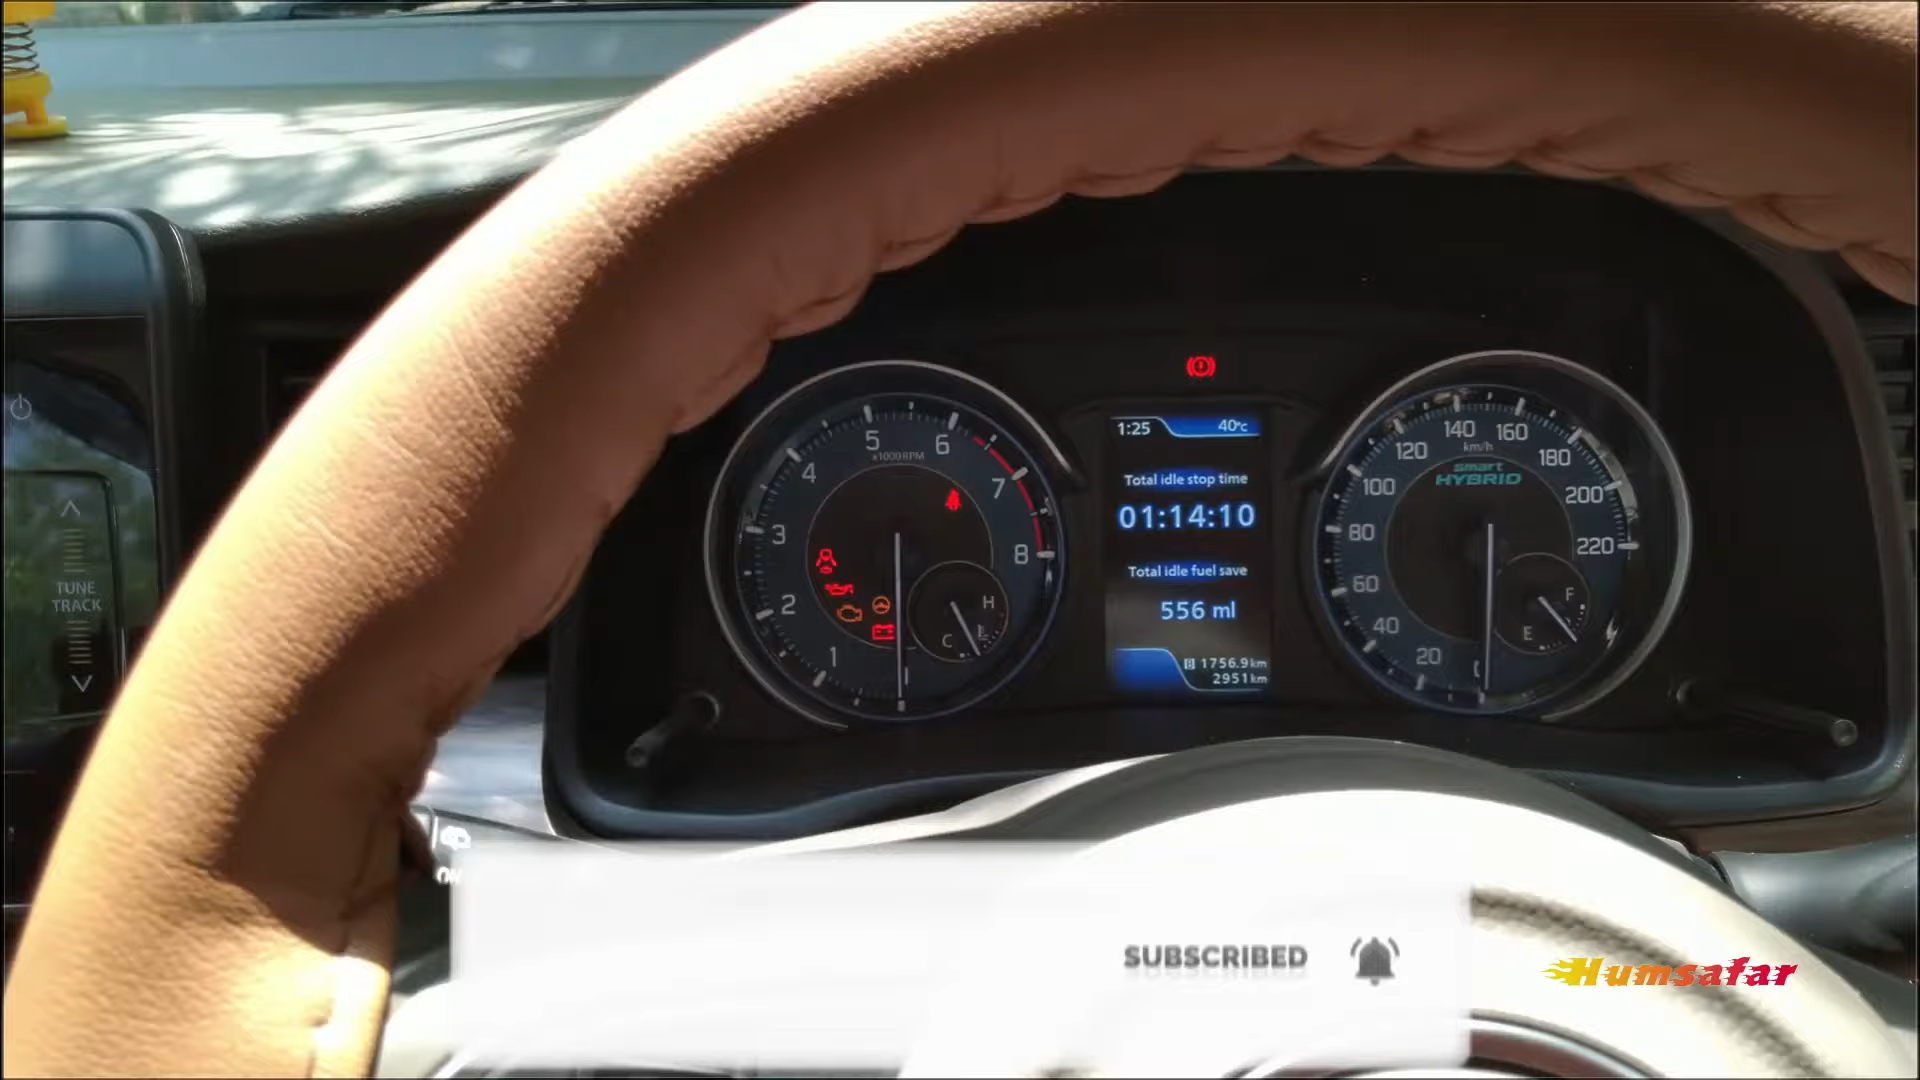 TUNE
TRACK
ON
1
2
3
4
5
6
7
8
x1000RPM
H
C
1:25
40°C
Total idle stop time
01:14:10
Total idle fuel save
556 ml
B 1756.9km
2951km
20
40
60
80
100
120
140
160
180
200
220
km/h
smart
HYBRID
F
E
SUBSCRIBED
Humsafar